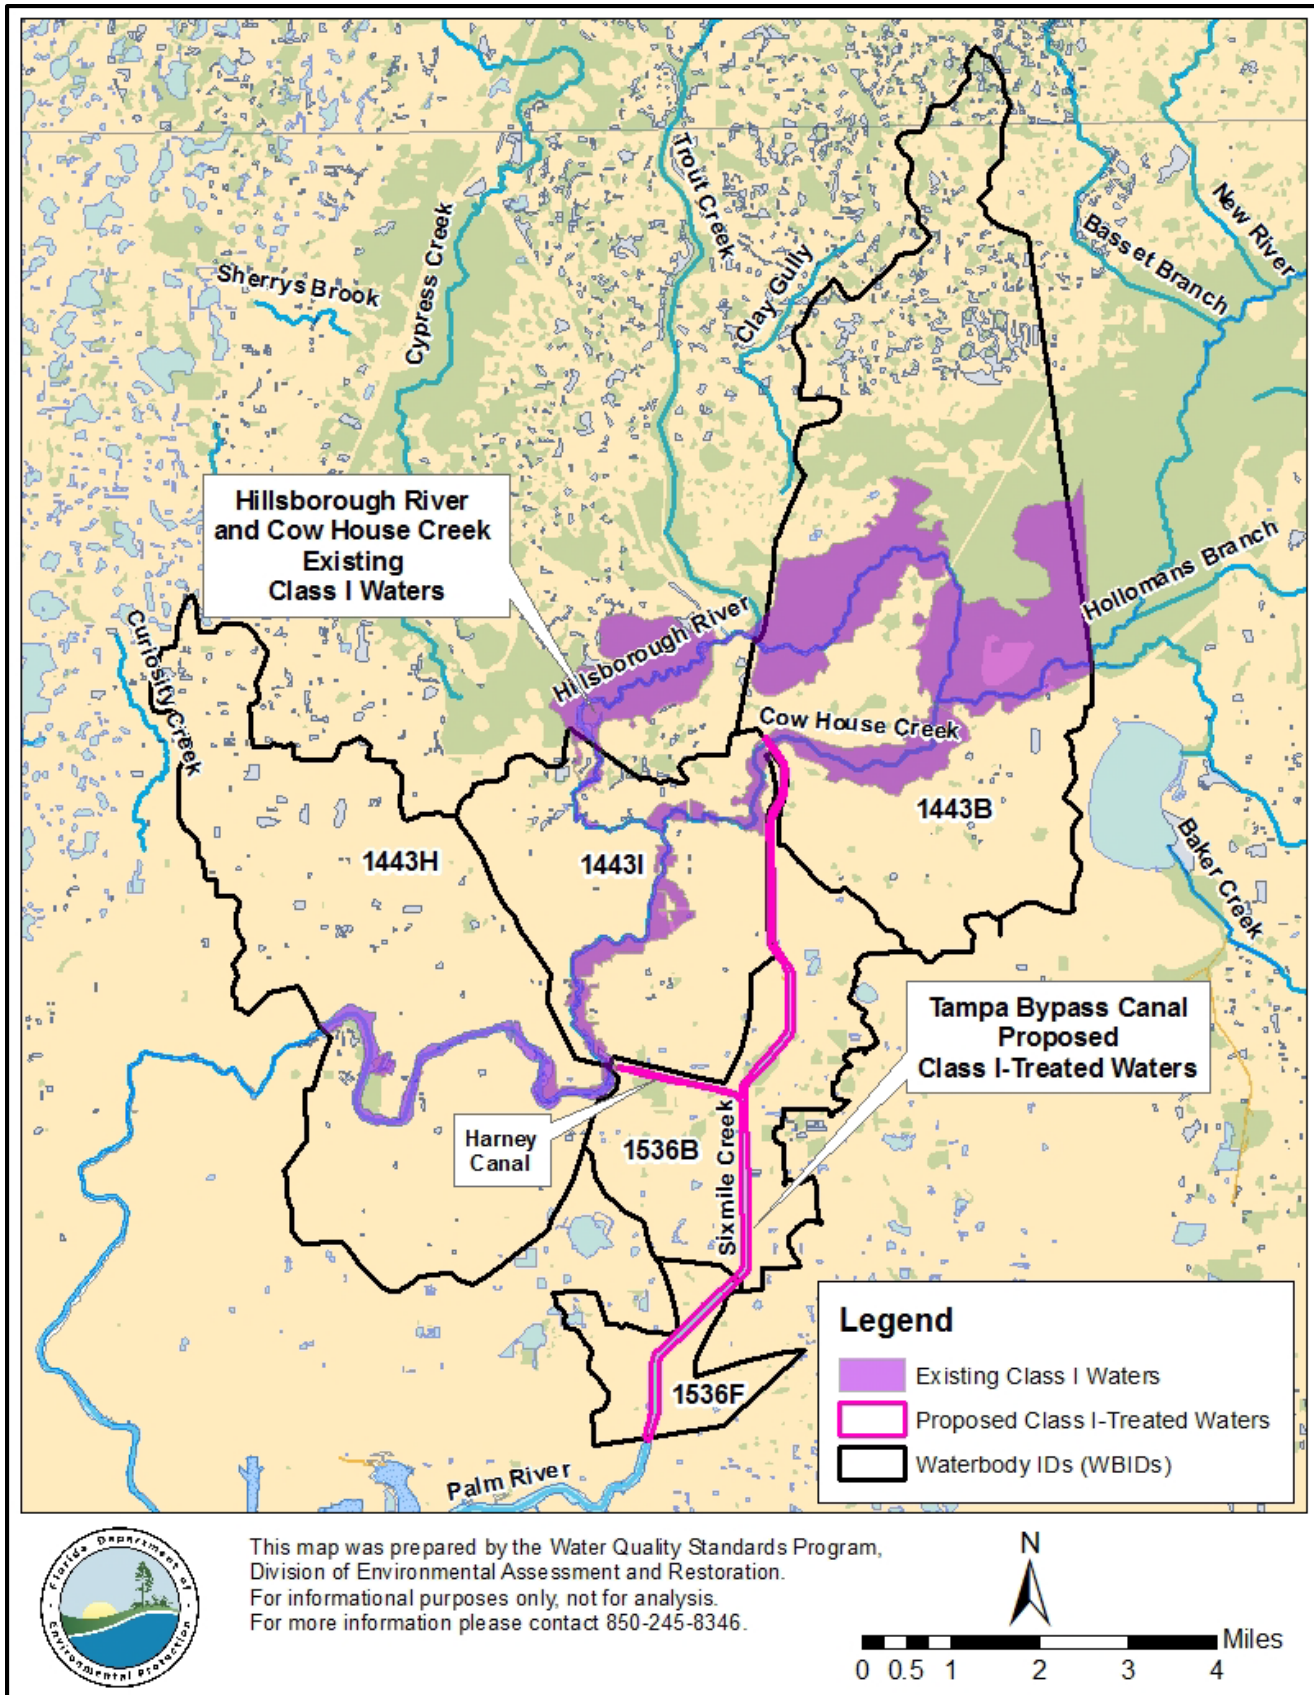 Trout Creek
New River
Basset Branch
Clay Gully
Cypress Creek
Sherrys Brook
Hillsborough River
and Cow House Creek
Existing
Class I Waters
Hollomans Branch
Hillsborough River
Curiosity Creek
Cow House Creek
1443B
1443H
1443I
Baker Creek
Tampa Bypass Canal
Proposed
Class I-Treated Waters
Harney
Canal
1536B
Sixmile Creek
1536F
Palm River
Legend
Existing Class I Waters
Proposed Class I-Treated Waters
Waterbody IDs (WBIDs)
Florida Department of
Environmental Protection
This map was prepared by the Water Quality Standards Program,
Division of Environmental Assessment and Restoration.
For informational purposes only, not for analysis.
For more information please contact 850-245-8346.
N
Miles
0 0.5 1 2 3 4